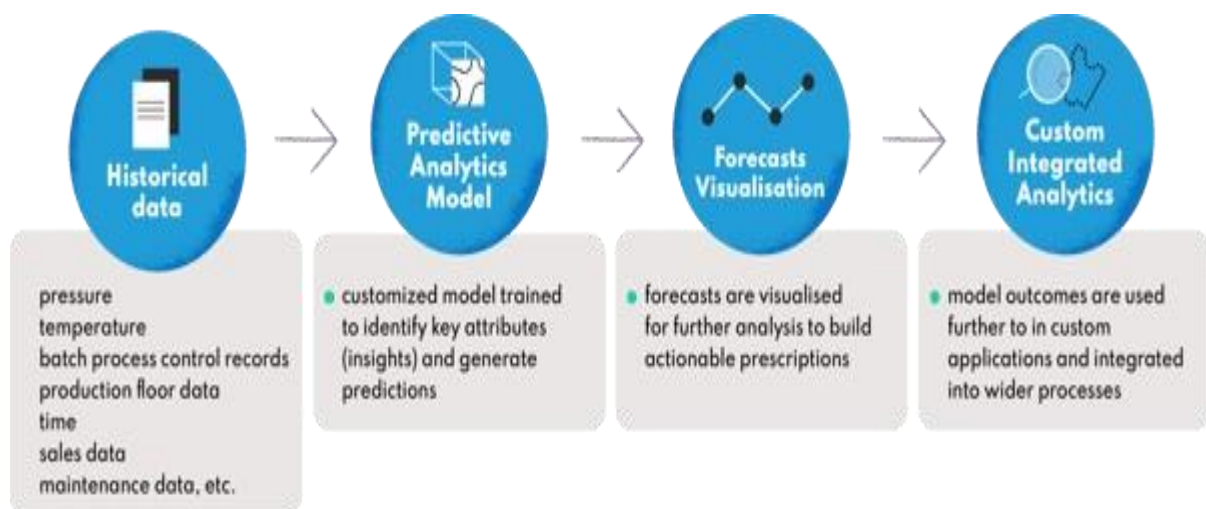 Historical
data
pressure
temperature
batch process control records
production floor data
time
sales data
maintenance data, etc.
Predictive
Analytics
Model
customized model trained
to identify key attributes
(insights) and generate
predictions
Forecasts
Visualisation
forecasts are visualised
for further analysis to build
actionable prescriptions
Custom
Integrated
Analytics
model outcomes are used
further to in custom
applications and integrated
into wider processes